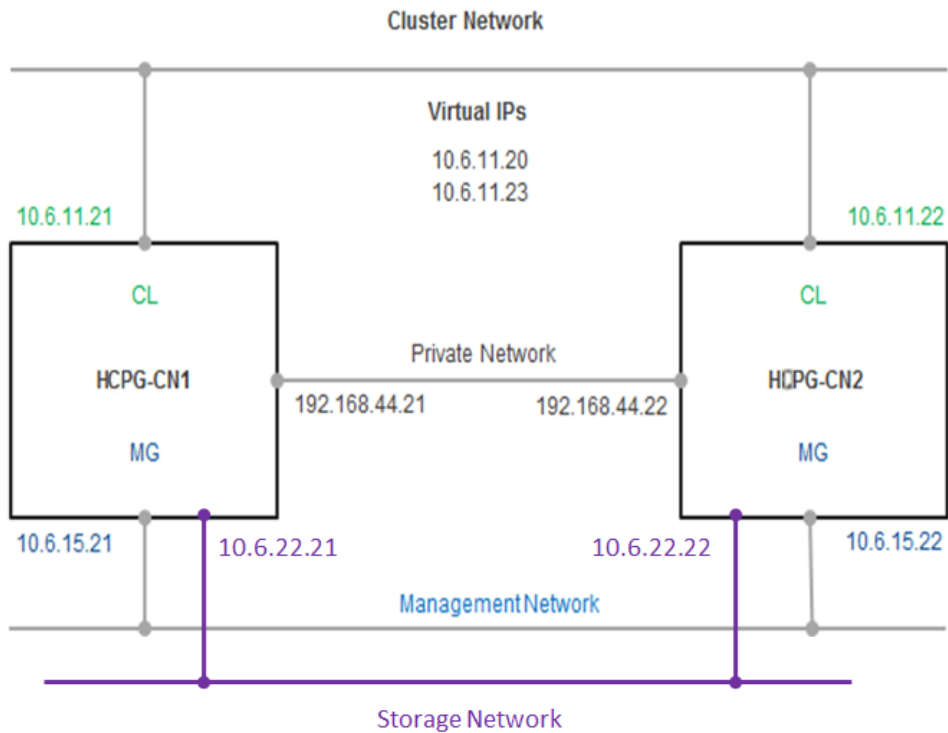 Cluster Network
Virtual IPs
10.6.11.20
10.6.11.23
10.6.11.21
10.6.11.22
CL
CL
Private Network
HCPG-CN1
HCPG-CN2
192.168.44.21
192.168.44.22
MG
MG
10.6.15.21
10.6.22.21
10.6.22.22
10.6.15.22
Management Network
Storage Network